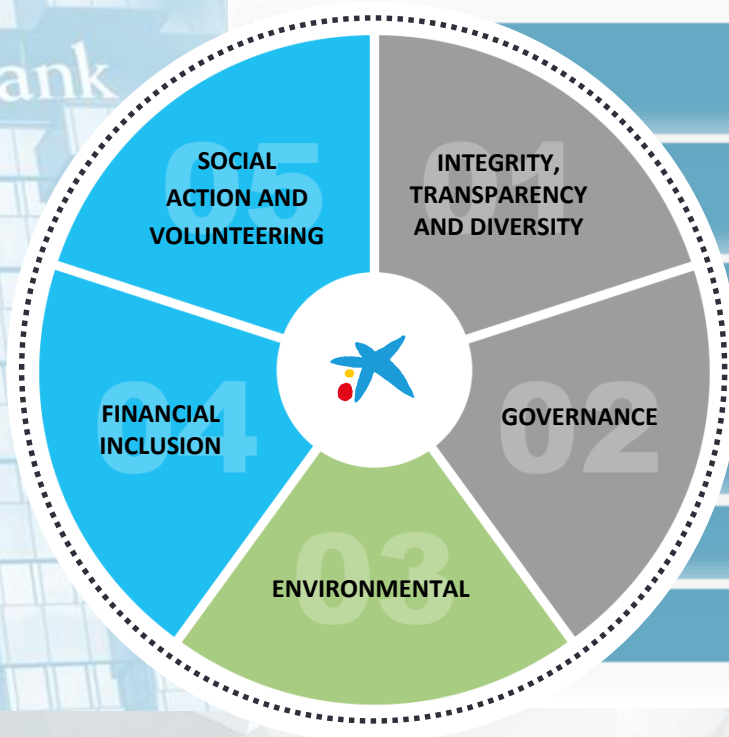 ank
05
SOCIAL
ACTION AND
VOLUNTEERING
01
INTEGRITY,
TRANSPARENCY
AND DIVERSITY
04
FINANCIAL
INCLUSION
02
GOVERNANCE
03
ENVIRONMENTAL